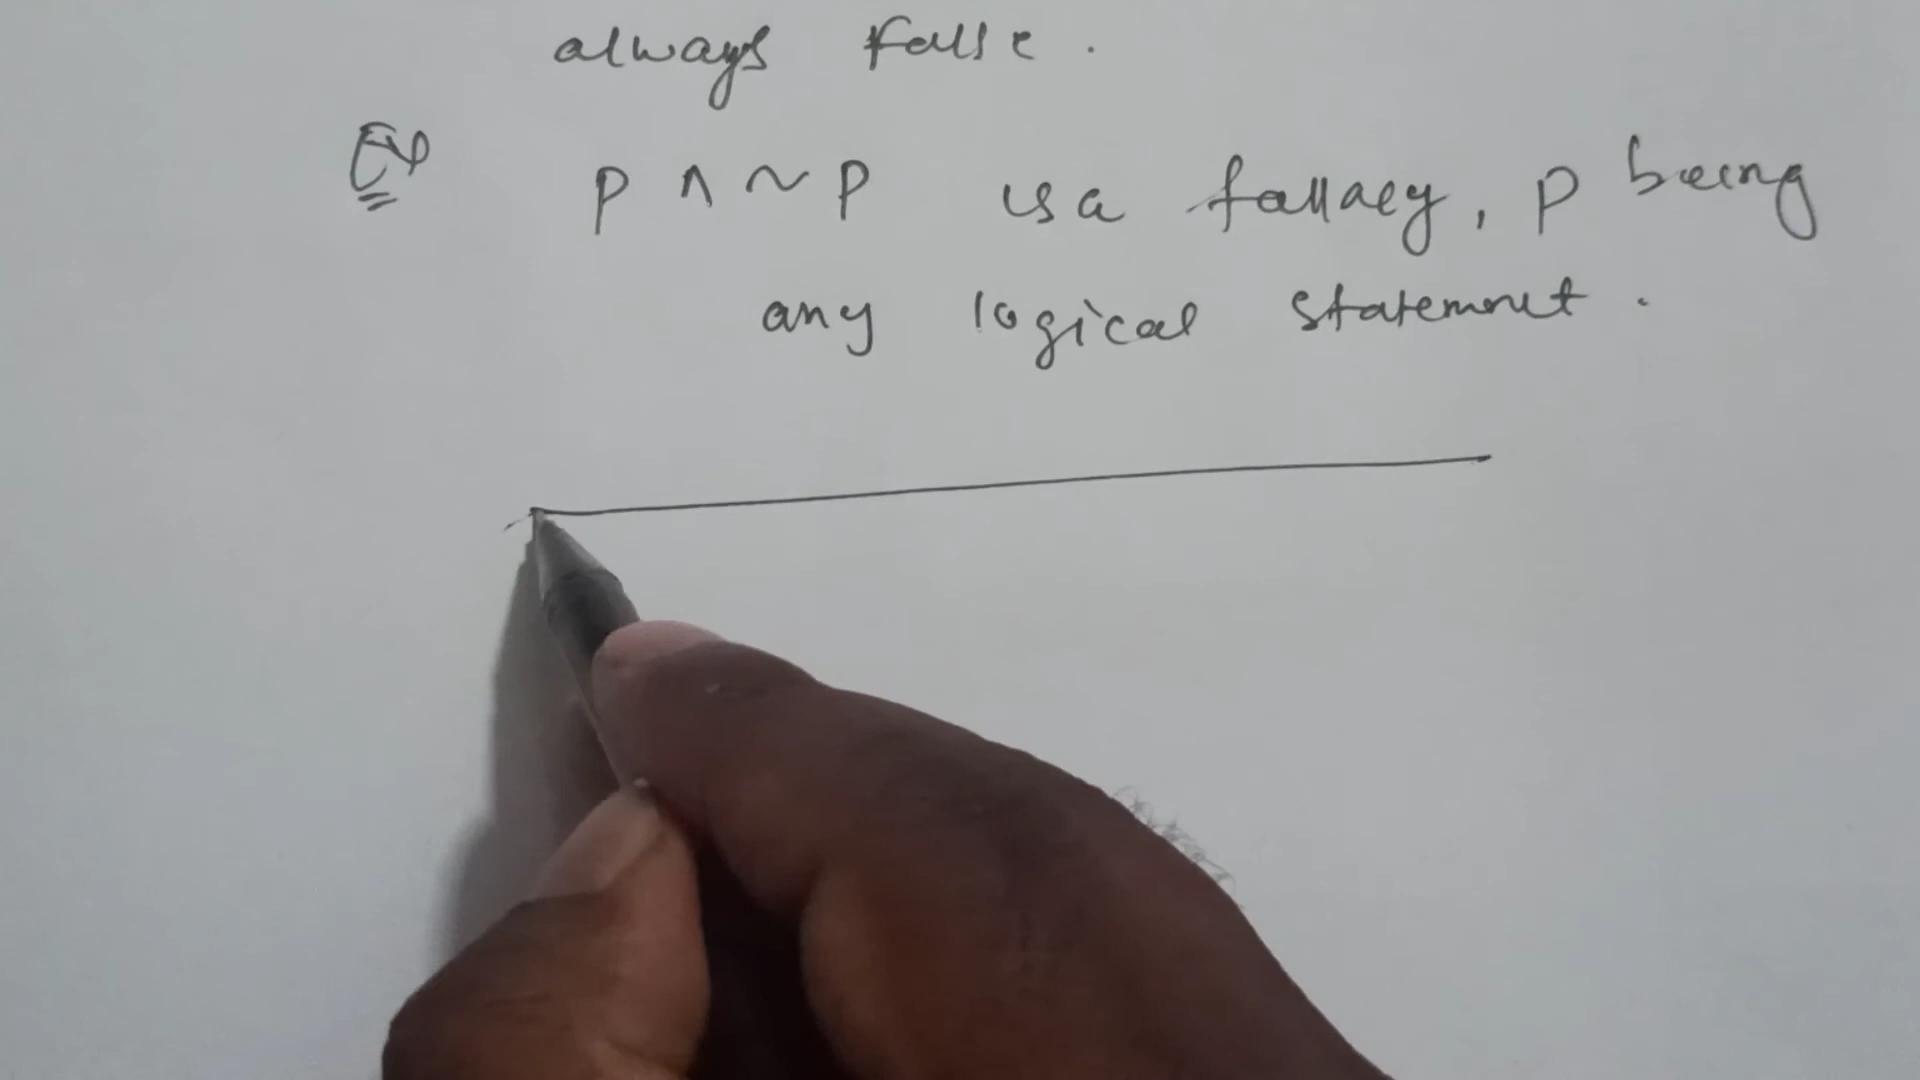 always false.
Ex p ∧ ~p is a fallacy, p being
any logical statement.